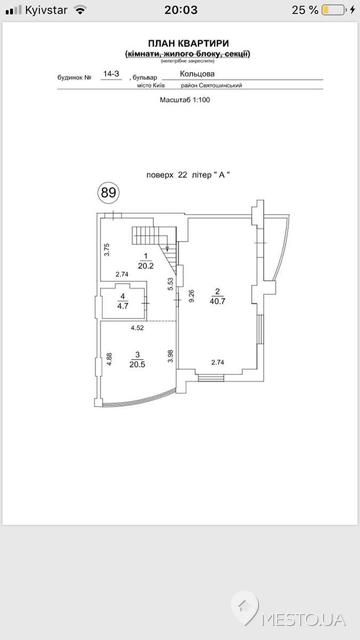 Kyivstar 20:03 25 %
ПЛАН КВАРТИРИ
(кімнати, жилого блоку, секції)
(непотрібне закреслити)
будинок № 14-З , бульвар Кольцова
місто Київ район Святошинський
Масштаб 1:100
поверх 22 літер " А "
89
3.75
1
20.2
2.74
5.53
9.26
2
40.7
4
4.7
4.52
4.88
3
20.5
3.98
2.74
MESTO.UA